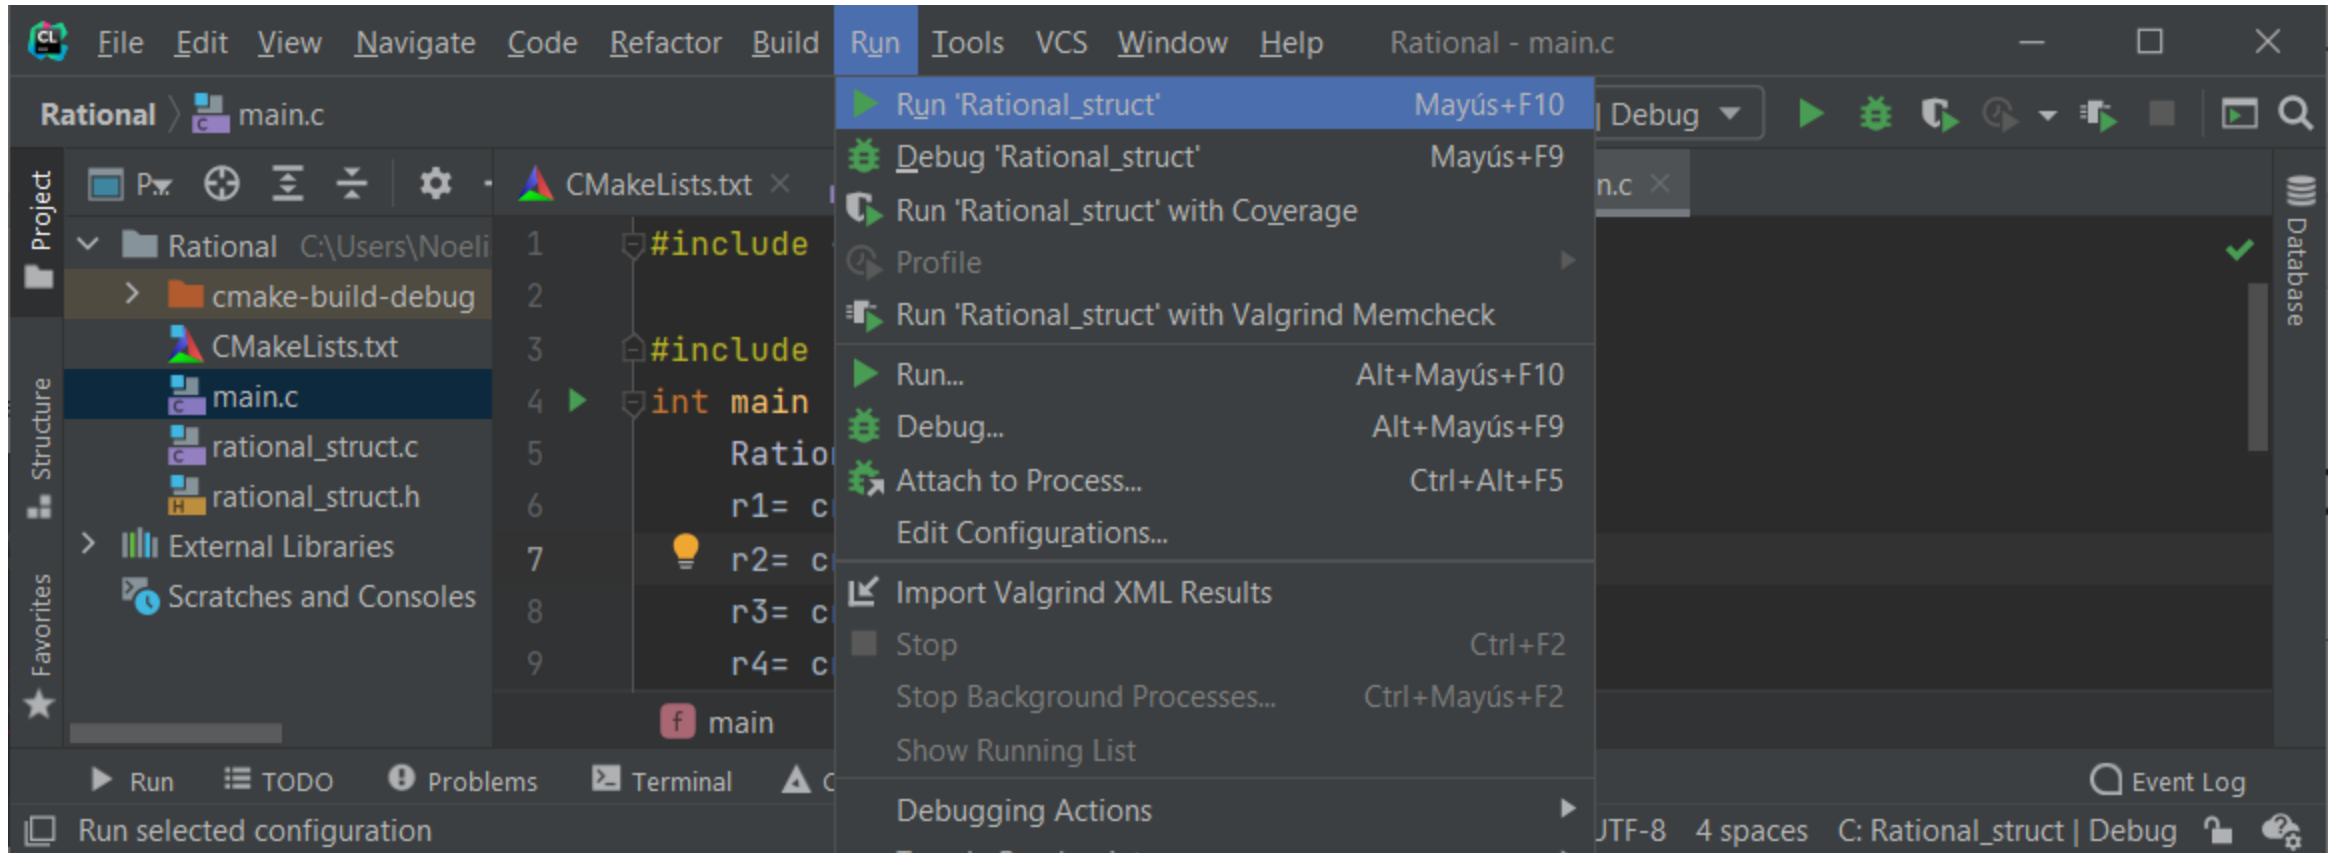 File Edit View Navigate Code Refactor Build Run Tools VCS Window Help Rational - main.c
Rational main.c
| Debug
P...
CMakeLists.txt
n.c
Project
Structure
Favorites
Rational C:\Users\Noeli
cmake-build-debug
CMakeLists.txt
main.c
rational_struct.c
rational_struct.h
External Libraries
Scratches and Consoles
1 #include
2
3 #include
4 int main
5 Ratio
6 r1= c
7 r2= c
8 r3= c
9 r4= c
main
Run 'Rational_struct' Mayús+F10
Debug 'Rational_struct' Mayús+F9
Run 'Rational_struct' with Coverage
Profile
Run 'Rational_struct' with Valgrind Memcheck
Run... Alt+Mayús+F10
Debug... Alt+Mayús+F9
Attach to Process... Ctrl+Alt+F5
Edit Configurations...
Import Valgrind XML Results
Stop Ctrl+F2
Stop Background Processes... Ctrl+Mayús+F2
Show Running List
Debugging Actions
Database
Run TODO Problems Terminal Event Log
Run selected configuration UTF-8 4 spaces C: Rational_struct | Debug